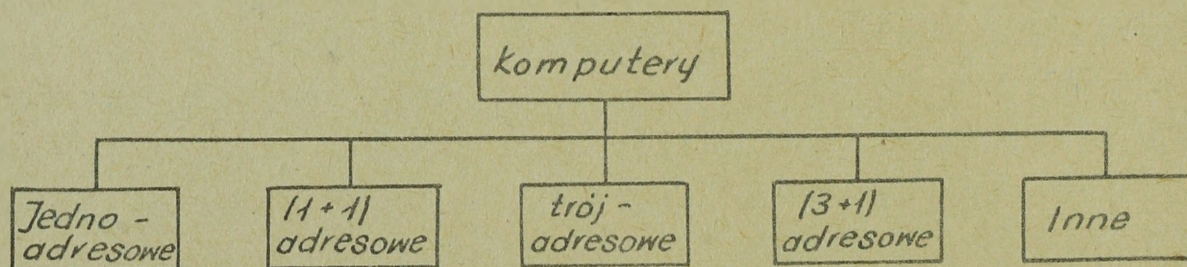 komputery
Jedno-
adresowe
(1+1)
adresowe
trój-
adresowe
(3+1)
adresowe
Inne